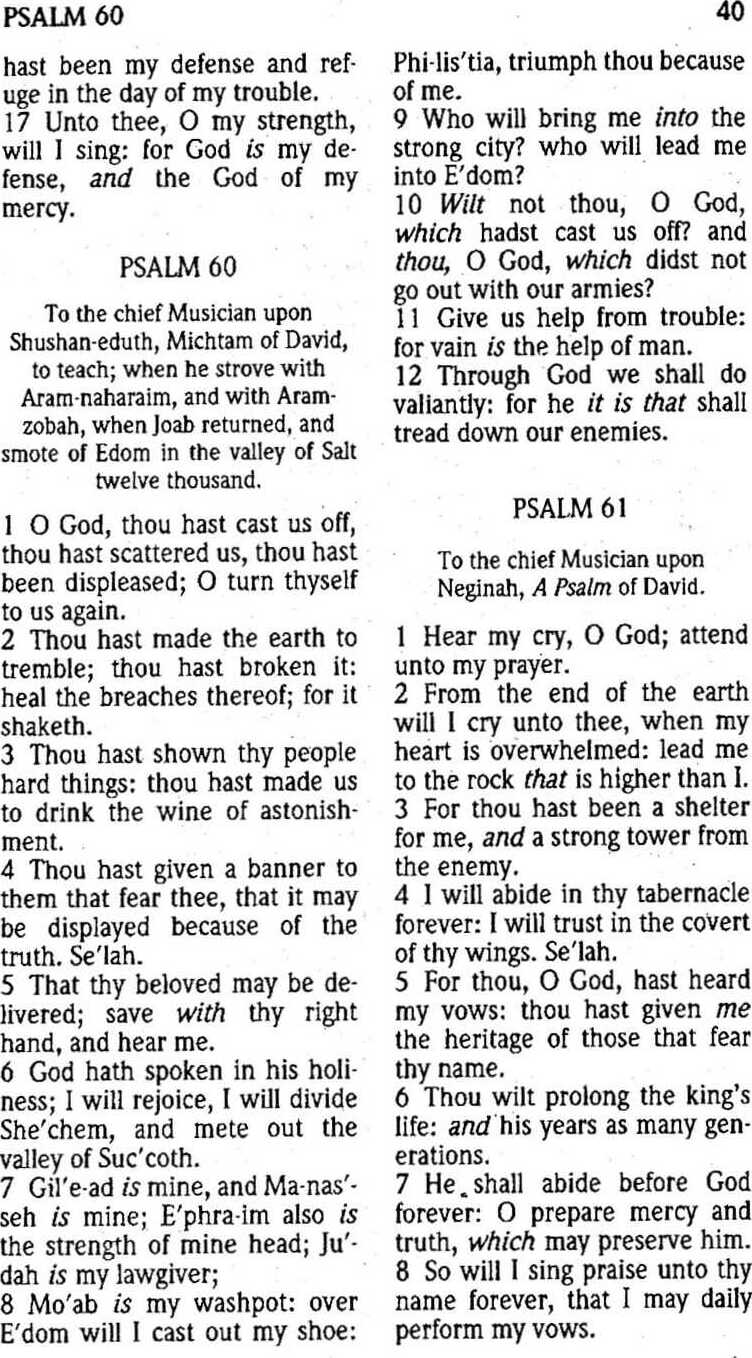 PSALM 60
40
hast been my defense and ref-
uge in the day of my trouble.
17 Unto thee, O my strength,
will I sing: for God is my de-
fense, and the God of my
mercy.
PSALM 60
To the chief Musician upon
Shushan-eduth, Michtam of David,
to teach; when he strove with
Aram-naharaim, and with Aram-
zobah, when Joab returned, and
smote of Edom in the valley of Salt
twelve thousand.
1 O God, thou hast cast us off,
thou hast scattered us, thou hast
been displeased; O turn thyself
to us again.
2 Thou hast made the earth to
tremble; thou hast broken it:
heal the breaches thereof; for it
shaketh.
3 Thou hast shown thy people
hard things: thou hast made us
to drink the wine of astonish-
ment.
4 Thou hast given a banner to
them that fear thee, that it may
be displayed because of the
truth. Se'lah.
5 That thy beloved may be de-
livered; save with thy right
hand, and hear me.
6 God hath spoken in his holi-
ness; I will rejoice, I will divide
She'chem, and mete out the
valley of Suc'coth.
7 Gil'e-ad is mine, and Ma-nas'-
seh is mine; E'phra-im also is
the strength of mine head; Ju'-
dah is my lawgiver;
8 Mo'ab is my washpot: over
E'dom will I cast out my shoe:
Phi-lis'tia, triumph thou because
of me.
9 Who will bring me into the
strong city? who will lead me
into E'dom?
10 Wilt not thou, O God,
which hadst cast us off? and
thou, O God, which didst not
go out with our armies?
11 Give us help from trouble:
for vain is the help of man.
12 Through God we shall do
valiantly: for he it is that shall
tread down our enemies.
PSALM 61
To the chief Musician upon
Neginah, A Psalm of David.
1 Hear my cry, O God; attend
unto my prayer.
2 From the end of the earth
will I cry unto thee, when my
heart is overwhelmed: lead me
to the rock that is higher than I.
3 For thou hast been a shelter
for me, and a strong tower from
the enemy.
4 I will abide in thy tabernacle
forever: I will trust in the covert
of thy wings. Se'lah.
5 For thou, O God, hast heard
my vows: thou hast given me
the heritage of those that fear
thy name.
6 Thou wilt prolong the king's
life: and his years as many gen-
erations.
7 He shall abide before God
forever: O prepare mercy and
truth, which may preserve him.
8 So will I sing praise unto thy
name forever, that I may daily
perform my vows.